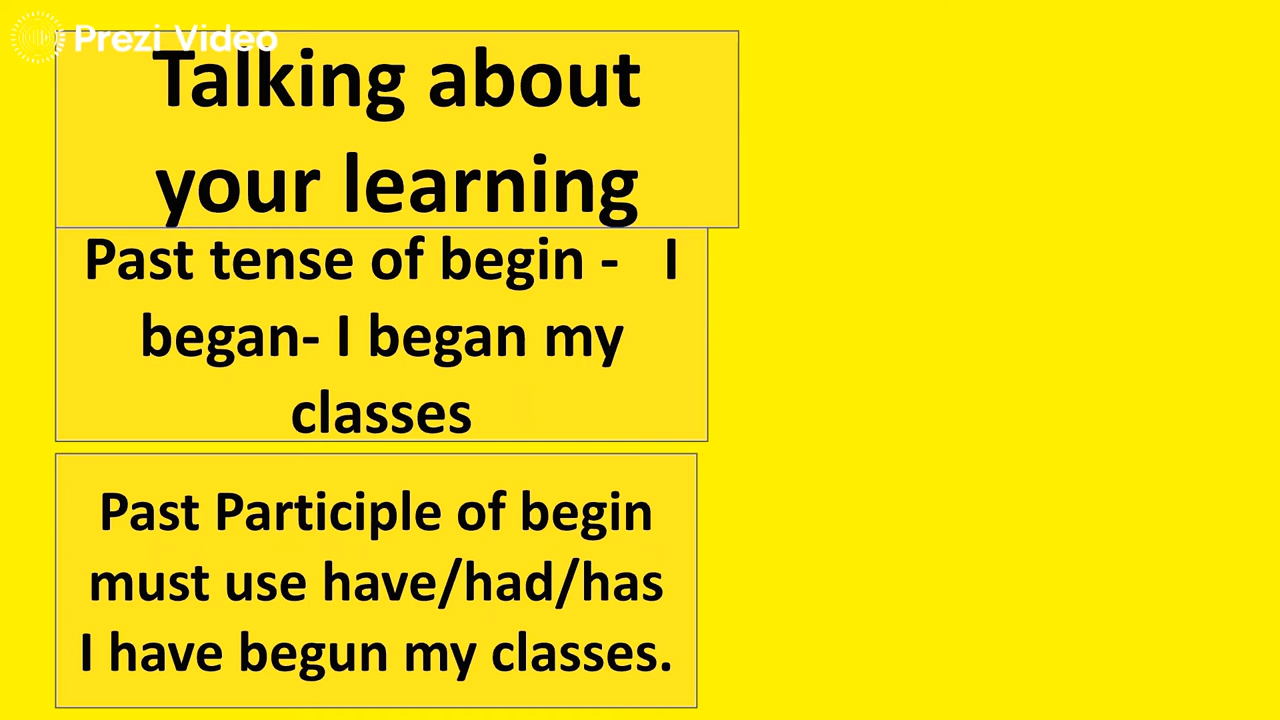 Prezi Video
Talking about
your learning
Past tense of begin - I
began- I began my
classes
Past Participle of begin
must use have/had/has
I have begun my classes.